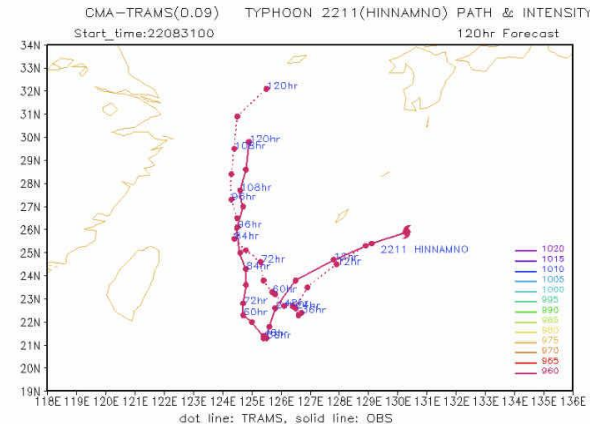 CMA-TRAMS(0.09) TYPHOON 2211(HINNAMNO) PATH & INTENSITY
Start_time:22083100 120hr Forecast
34N
33N
32N
31N
30N
29N
28N
27N
26N
25N
24N
23N
22N
21N
20N
19N
120hr
120hr
108hr
108hr
96hr
96hr
84hr
84hr
72hr
72hr
60hr
60hr
12hr
12hr
36hr
2211 HINNAMNO
1020
1015
1010
1005
1000
995
990
985
980
975
970
965
960
118E 119E 120E 121E 122E 123E 124E 125E 126E 127E 128E 129E 130E 131E 132E 133E 134E 135E 136E
dot line: TRAMS, solid line: OBS